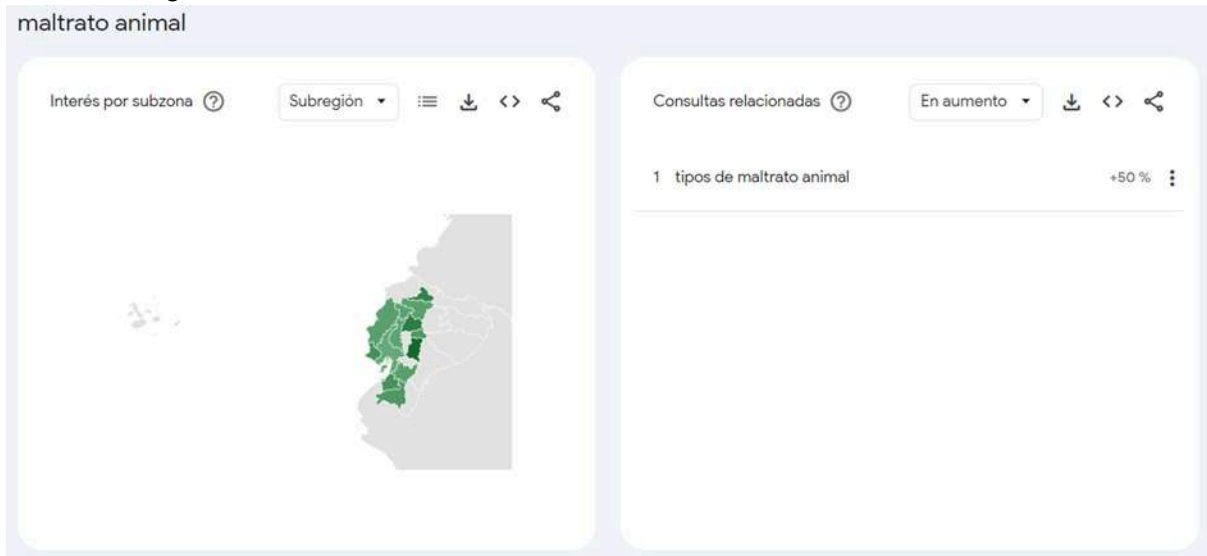 maltrato animal
Interés por subzona
Subregión
Consultas relacionadas
En aumento
1 tipos de maltrato animal +50 %